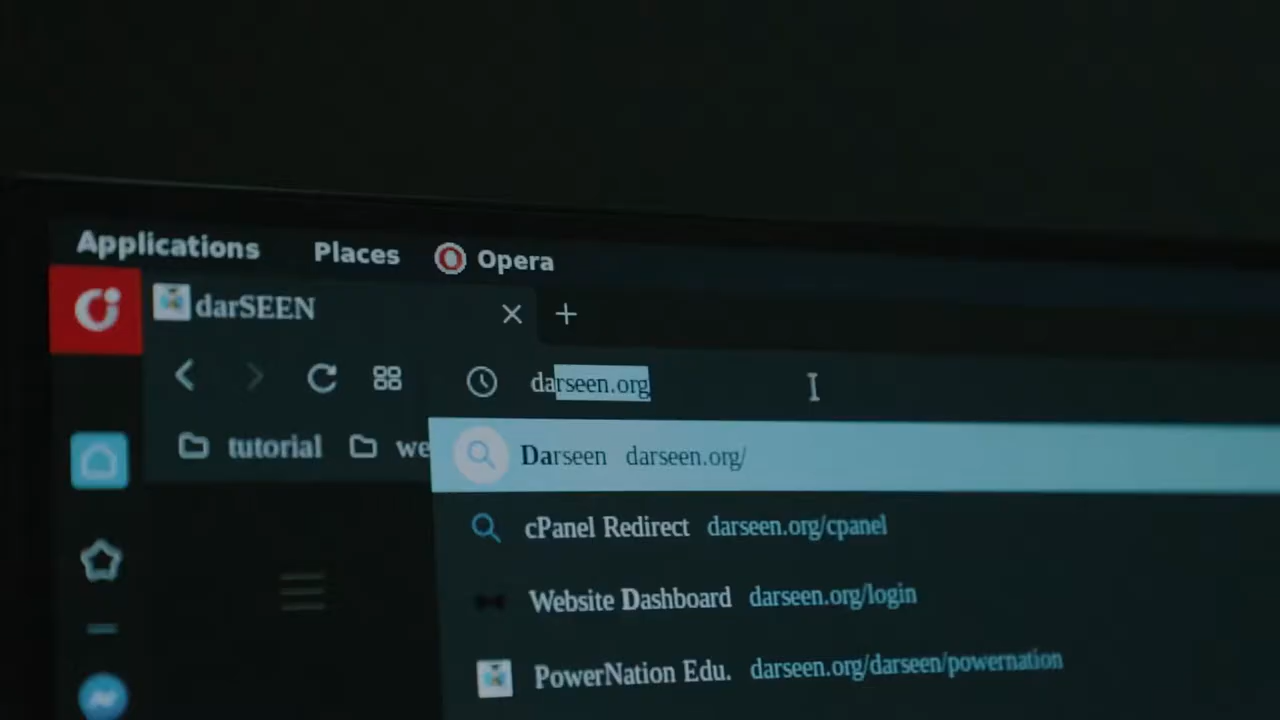 Applications Places Opera
darSEEN
darseen.org
tutorial we
Darseen darseen.org/
cPanel Redirect darseen.org/cpanel
Website Dashboard darseen.org/login
PowerNation Edu. darseen.org/darseen/powernation